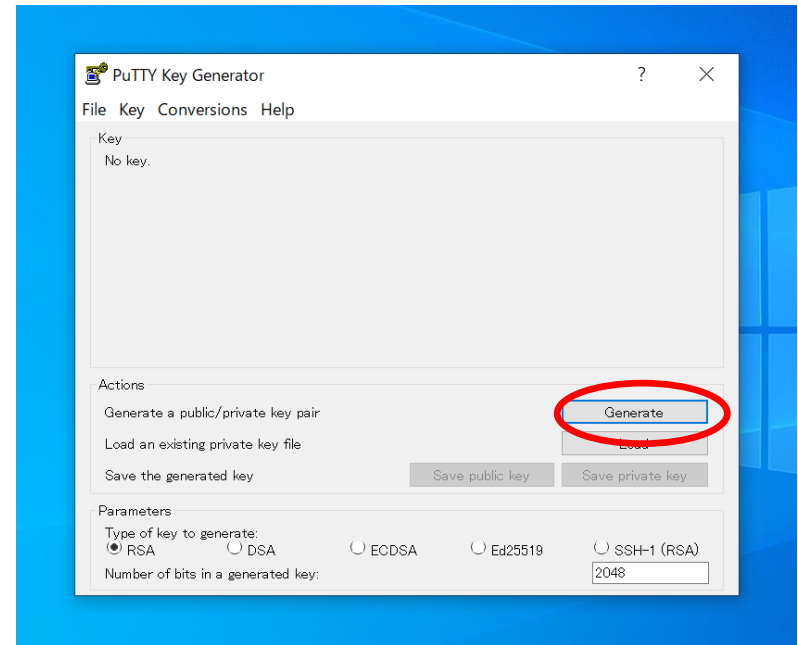 PuTTY Key Generator ?
File Key Conversions Help
Key
No key.
Actions
Generate a public/private key pair Generate
Load an existing private key file Load
Save the generated key Save public key Save private key
Parameters
Type of key to generate:
RSA DSA ECDSA Ed25519 SSH-1 (RSA)
Number of bits in a generated key: 2048